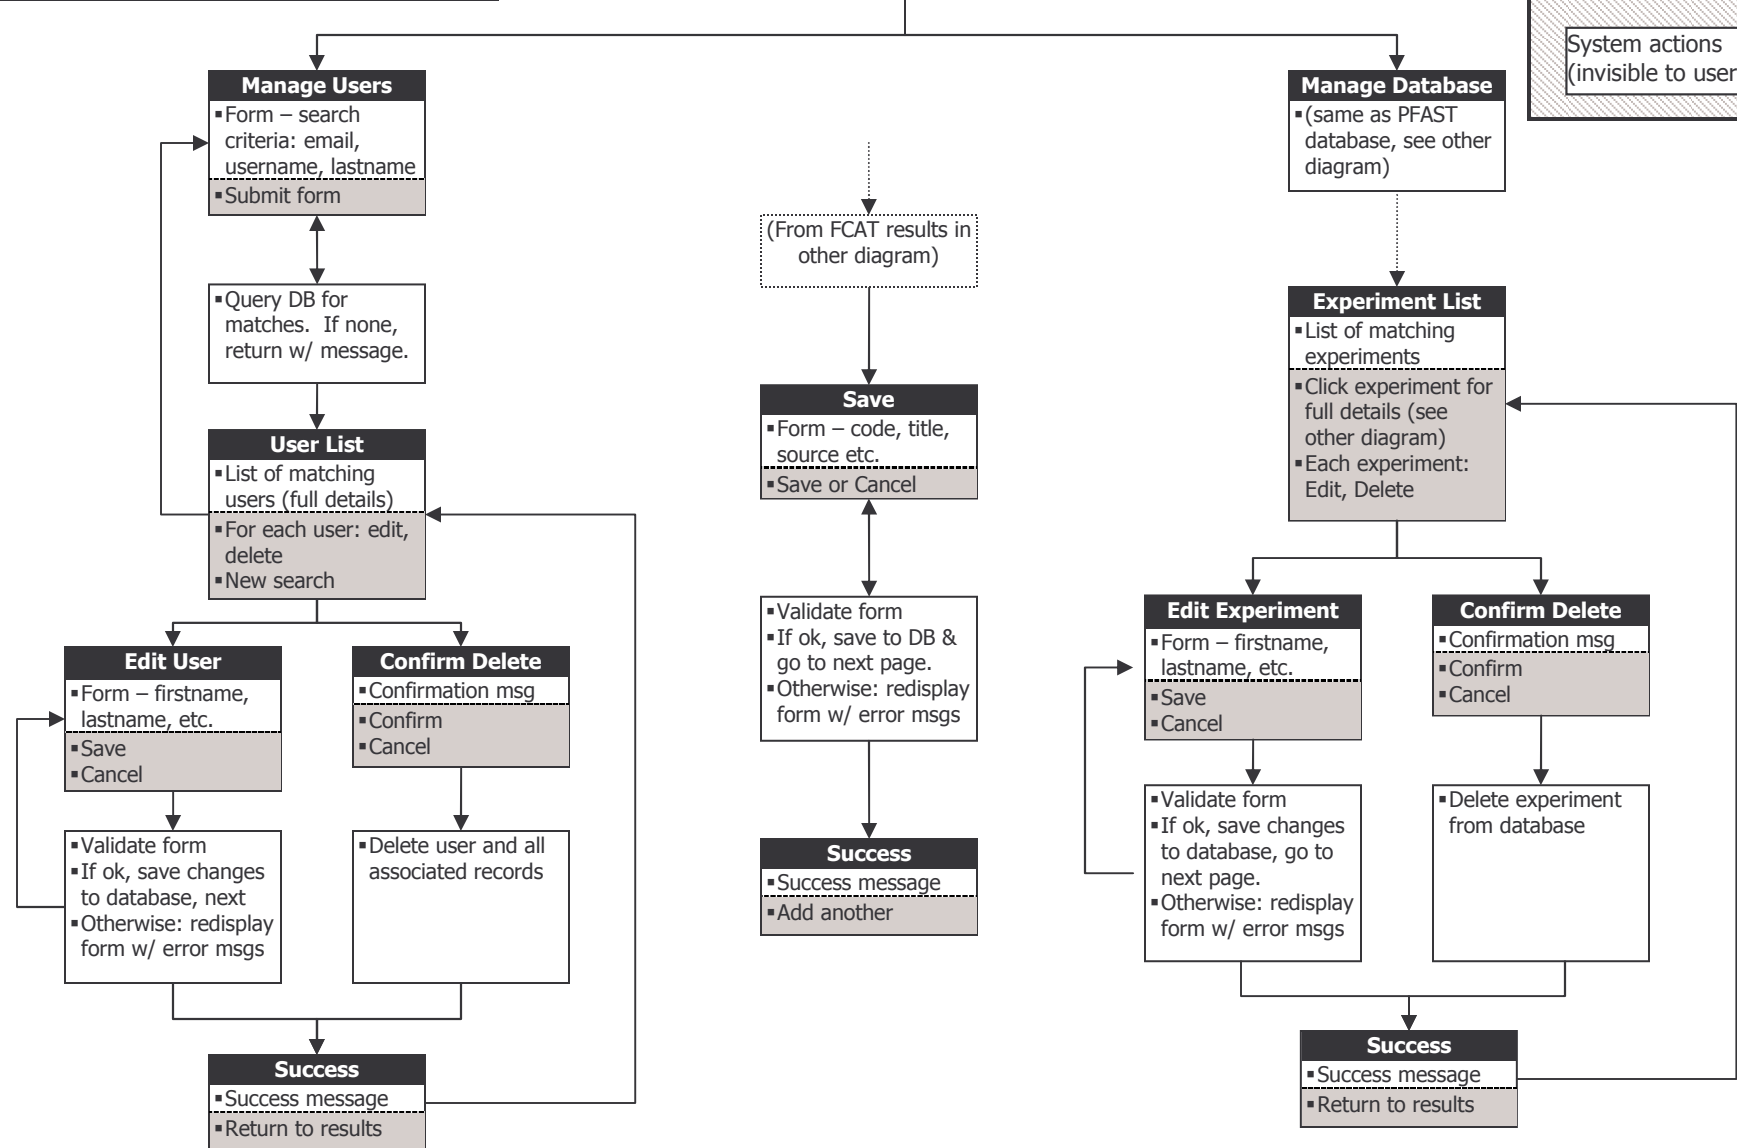 System actions
(invisible to user
Manage Users
▪Form – search
criteria: email,
username, lastname
▪Submit form
▪Query DB for
matches. If none,
return w/ message.
User List
▪List of matching
users (full details)
▪For each user: edit,
delete
▪New search
Edit User
▪Form – firstname,
lastname, etc.
▪Save
▪Cancel
▪Validate form
▪If ok, save changes
to database, next
▪Otherwise: redisplay
form w/ error msgs
Confirm Delete
▪Confirmation msg
▪Confirm
▪Cancel
▪Delete user and all
associated records
Success
▪Success message
▪Return to results
(From FCAT results in
other diagram)
Save
▪Form – code, title,
source etc.
▪Save or Cancel
▪Validate form
▪If ok, save to DB &
go to next page.
▪Otherwise: redisplay
form w/ error msgs
Success
▪Success message
▪Add another
Manage Database
▪(same as PFAST
database, see other
diagram)
Experiment List
▪List of matching
experiments
▪Click experiment for
full details (see
other diagram)
▪Each experiment:
Edit, Delete
Edit Experiment
▪Form – firstname,
lastname, etc.
▪Save
▪Cancel
▪Validate form
▪If ok, save changes
to database, go to
next page.
▪Otherwise: redisplay
form w/ error msgs
Confirm Delete
▪Confirmation msg
▪Confirm
▪Cancel
▪Delete experiment
from database
Success
▪Success message
▪Return to results